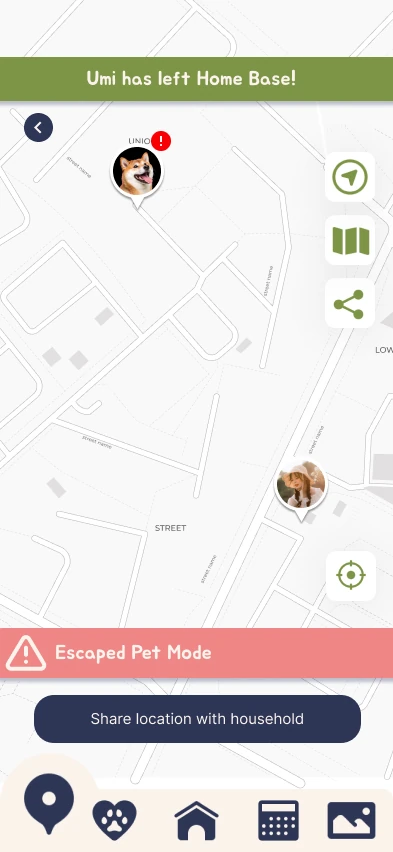 Umi has left Home Base!
UNIO
!
street name
street name
LOW
street name
street name
STREET
street name
Escaped Pet Mode
Share location with household